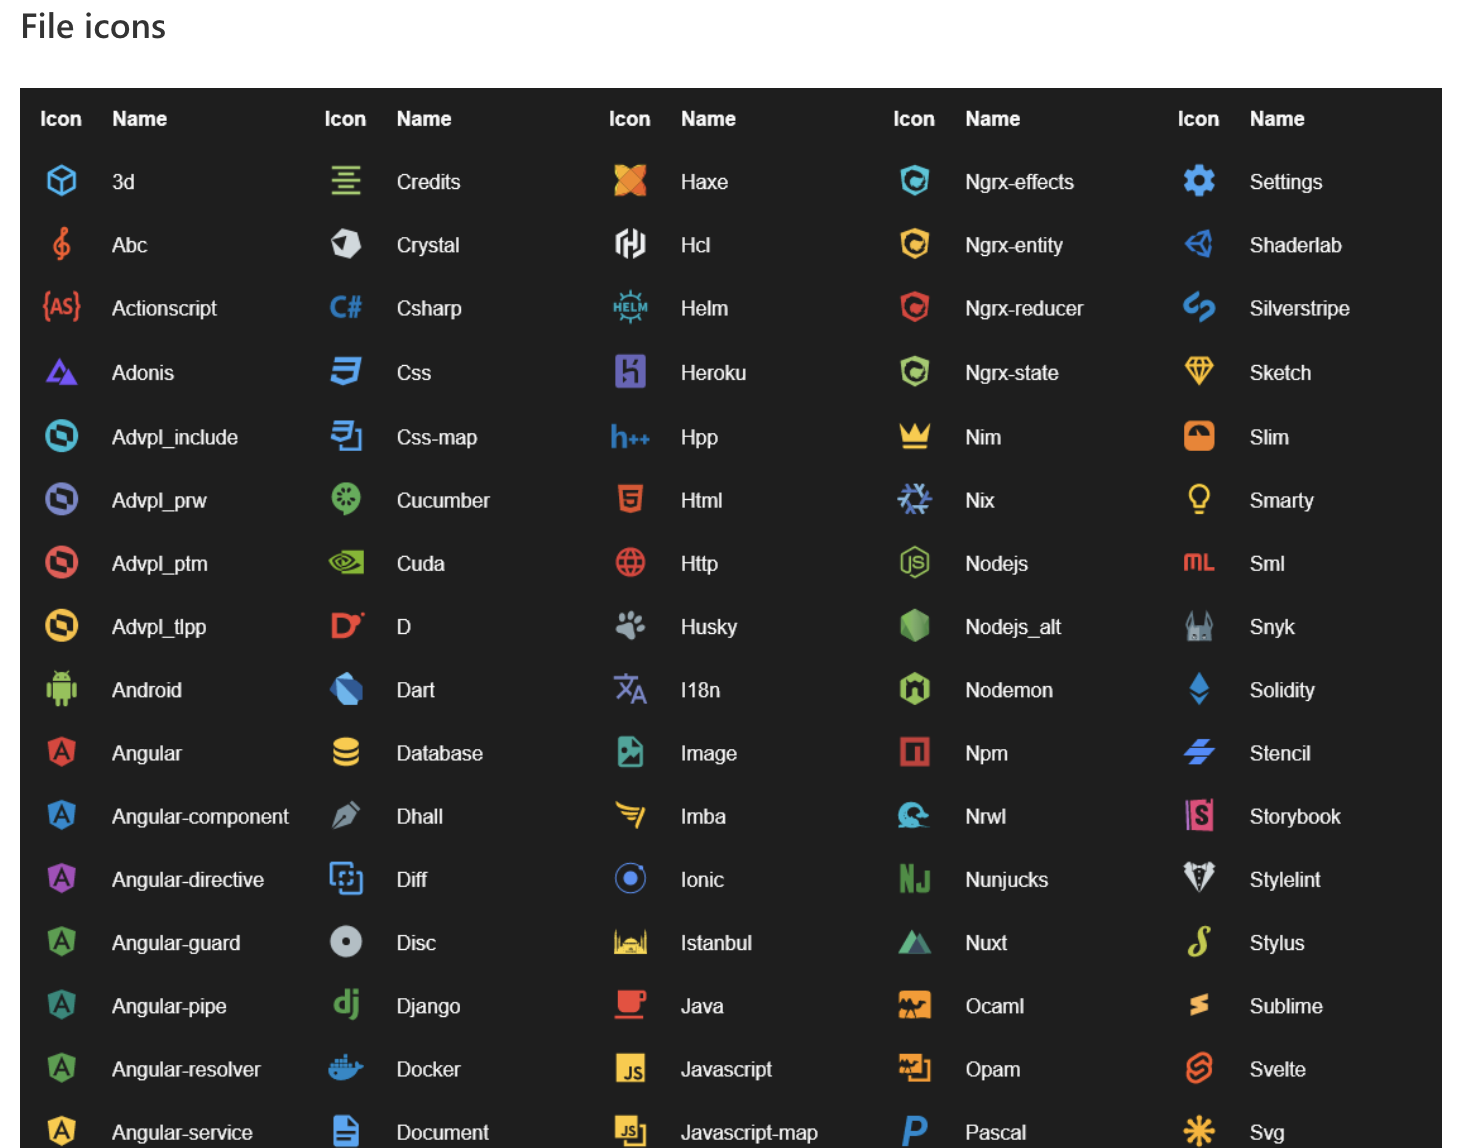 File icons
Icon Name Icon Name Icon Name Icon Name Icon Name
3d Credits Haxe Ngrx-effects Settings
Abc Crystal Hcl Ngrx-entity Shaderlab
{AS} Actionscript C# Csharp HELM Helm Ngrx-reducer Silverstripe
Adonis Css Heroku Ngrx-state Sketch
Advpl_include Css-map h++ Hpp Nim Slim
Advpl_prw Cucumber 5 Html Nix Smarty
Advpl_ptm Cuda Http JS Nodejs ML Sml
Advpl_tlpp D D Husky Nodejs_alt Snyk
Android Dart I18n Nodemon Solidity
A Angular Database Image Npm Stencil
A Angular-component Dhall Imba Nrwl S Storybook
A Angular-directive Diff Ionic NJ Nunjucks Stylelint
A Angular-guard Disc Istanbul Nuxt S Stylus
A Angular-pipe dj Django Java Ocaml Sublime
A Angular-resolver Docker JS Javascript Opam Svelte
A Angular-service Document JS Javascript-map P Pascal Svg